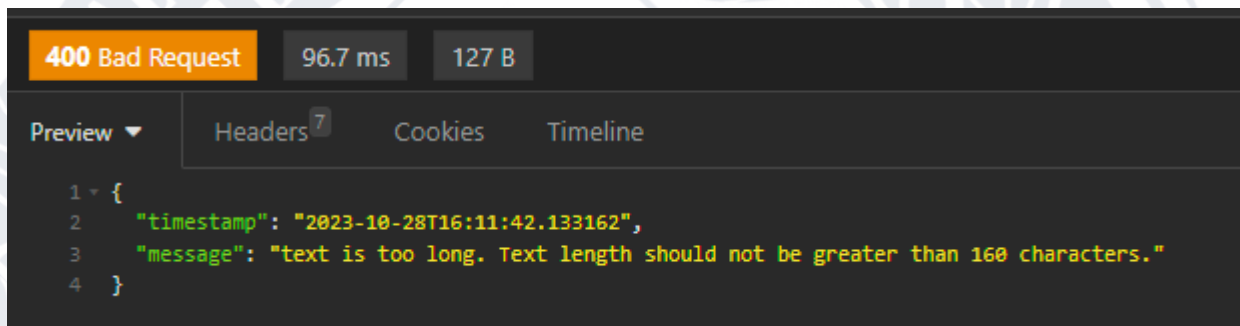 400 Bad Request 96.7 ms 127 B
Preview Headers 7 Cookies Timeline
1 {
2 "timestamp": "2023-10-28T16:11:42.133162",
3 "message": "text is too long. Text length should not be greater than 160 characters."
4 }